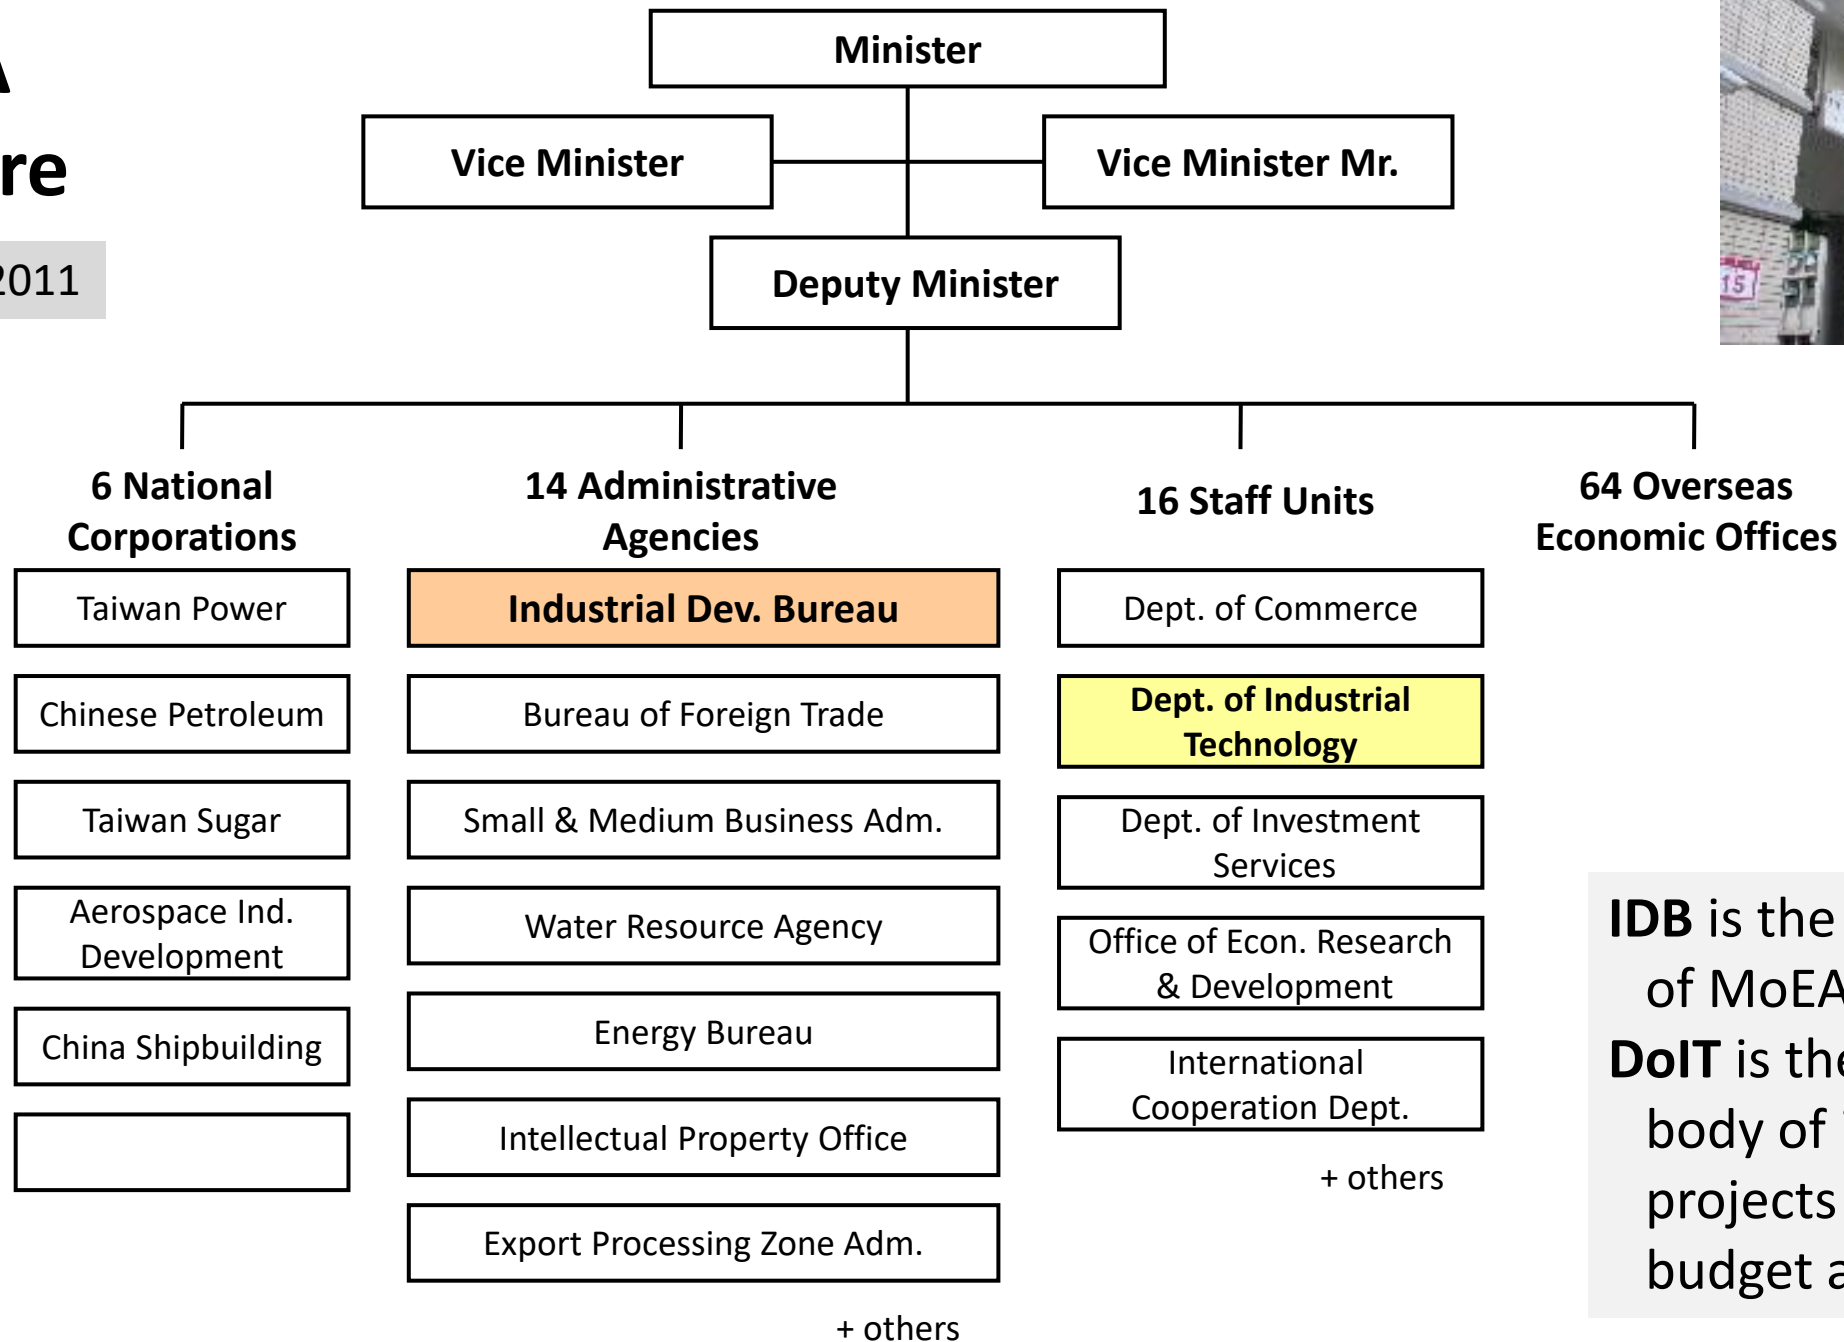 A
re
2011
Minister
Vice Minister
Vice Minister Mr.
Deputy Minister
15
6 National
Corporations
Taiwan Power
Chinese Petroleum
Taiwan Sugar
Aerospace Ind.
Development
China Shipbuilding
14 Administrative
Agencies
Industrial Dev. Bureau
Bureau of Foreign Trade
Small & Medium Business Adm.
Water Resource Agency
Energy Bureau
Intellectual Property Office
Export Processing Zone Adm.
+ others
16 Staff Units
Dept. of Commerce
Dept. of Industrial
Technology
Dept. of Investment
Services
Office of Econ. Research
& Development
International
Cooperation Dept.
+ others
64 Overseas
Economic Offices
IDB is the
of MoEA
DoIT is the
body of
projects
budget a